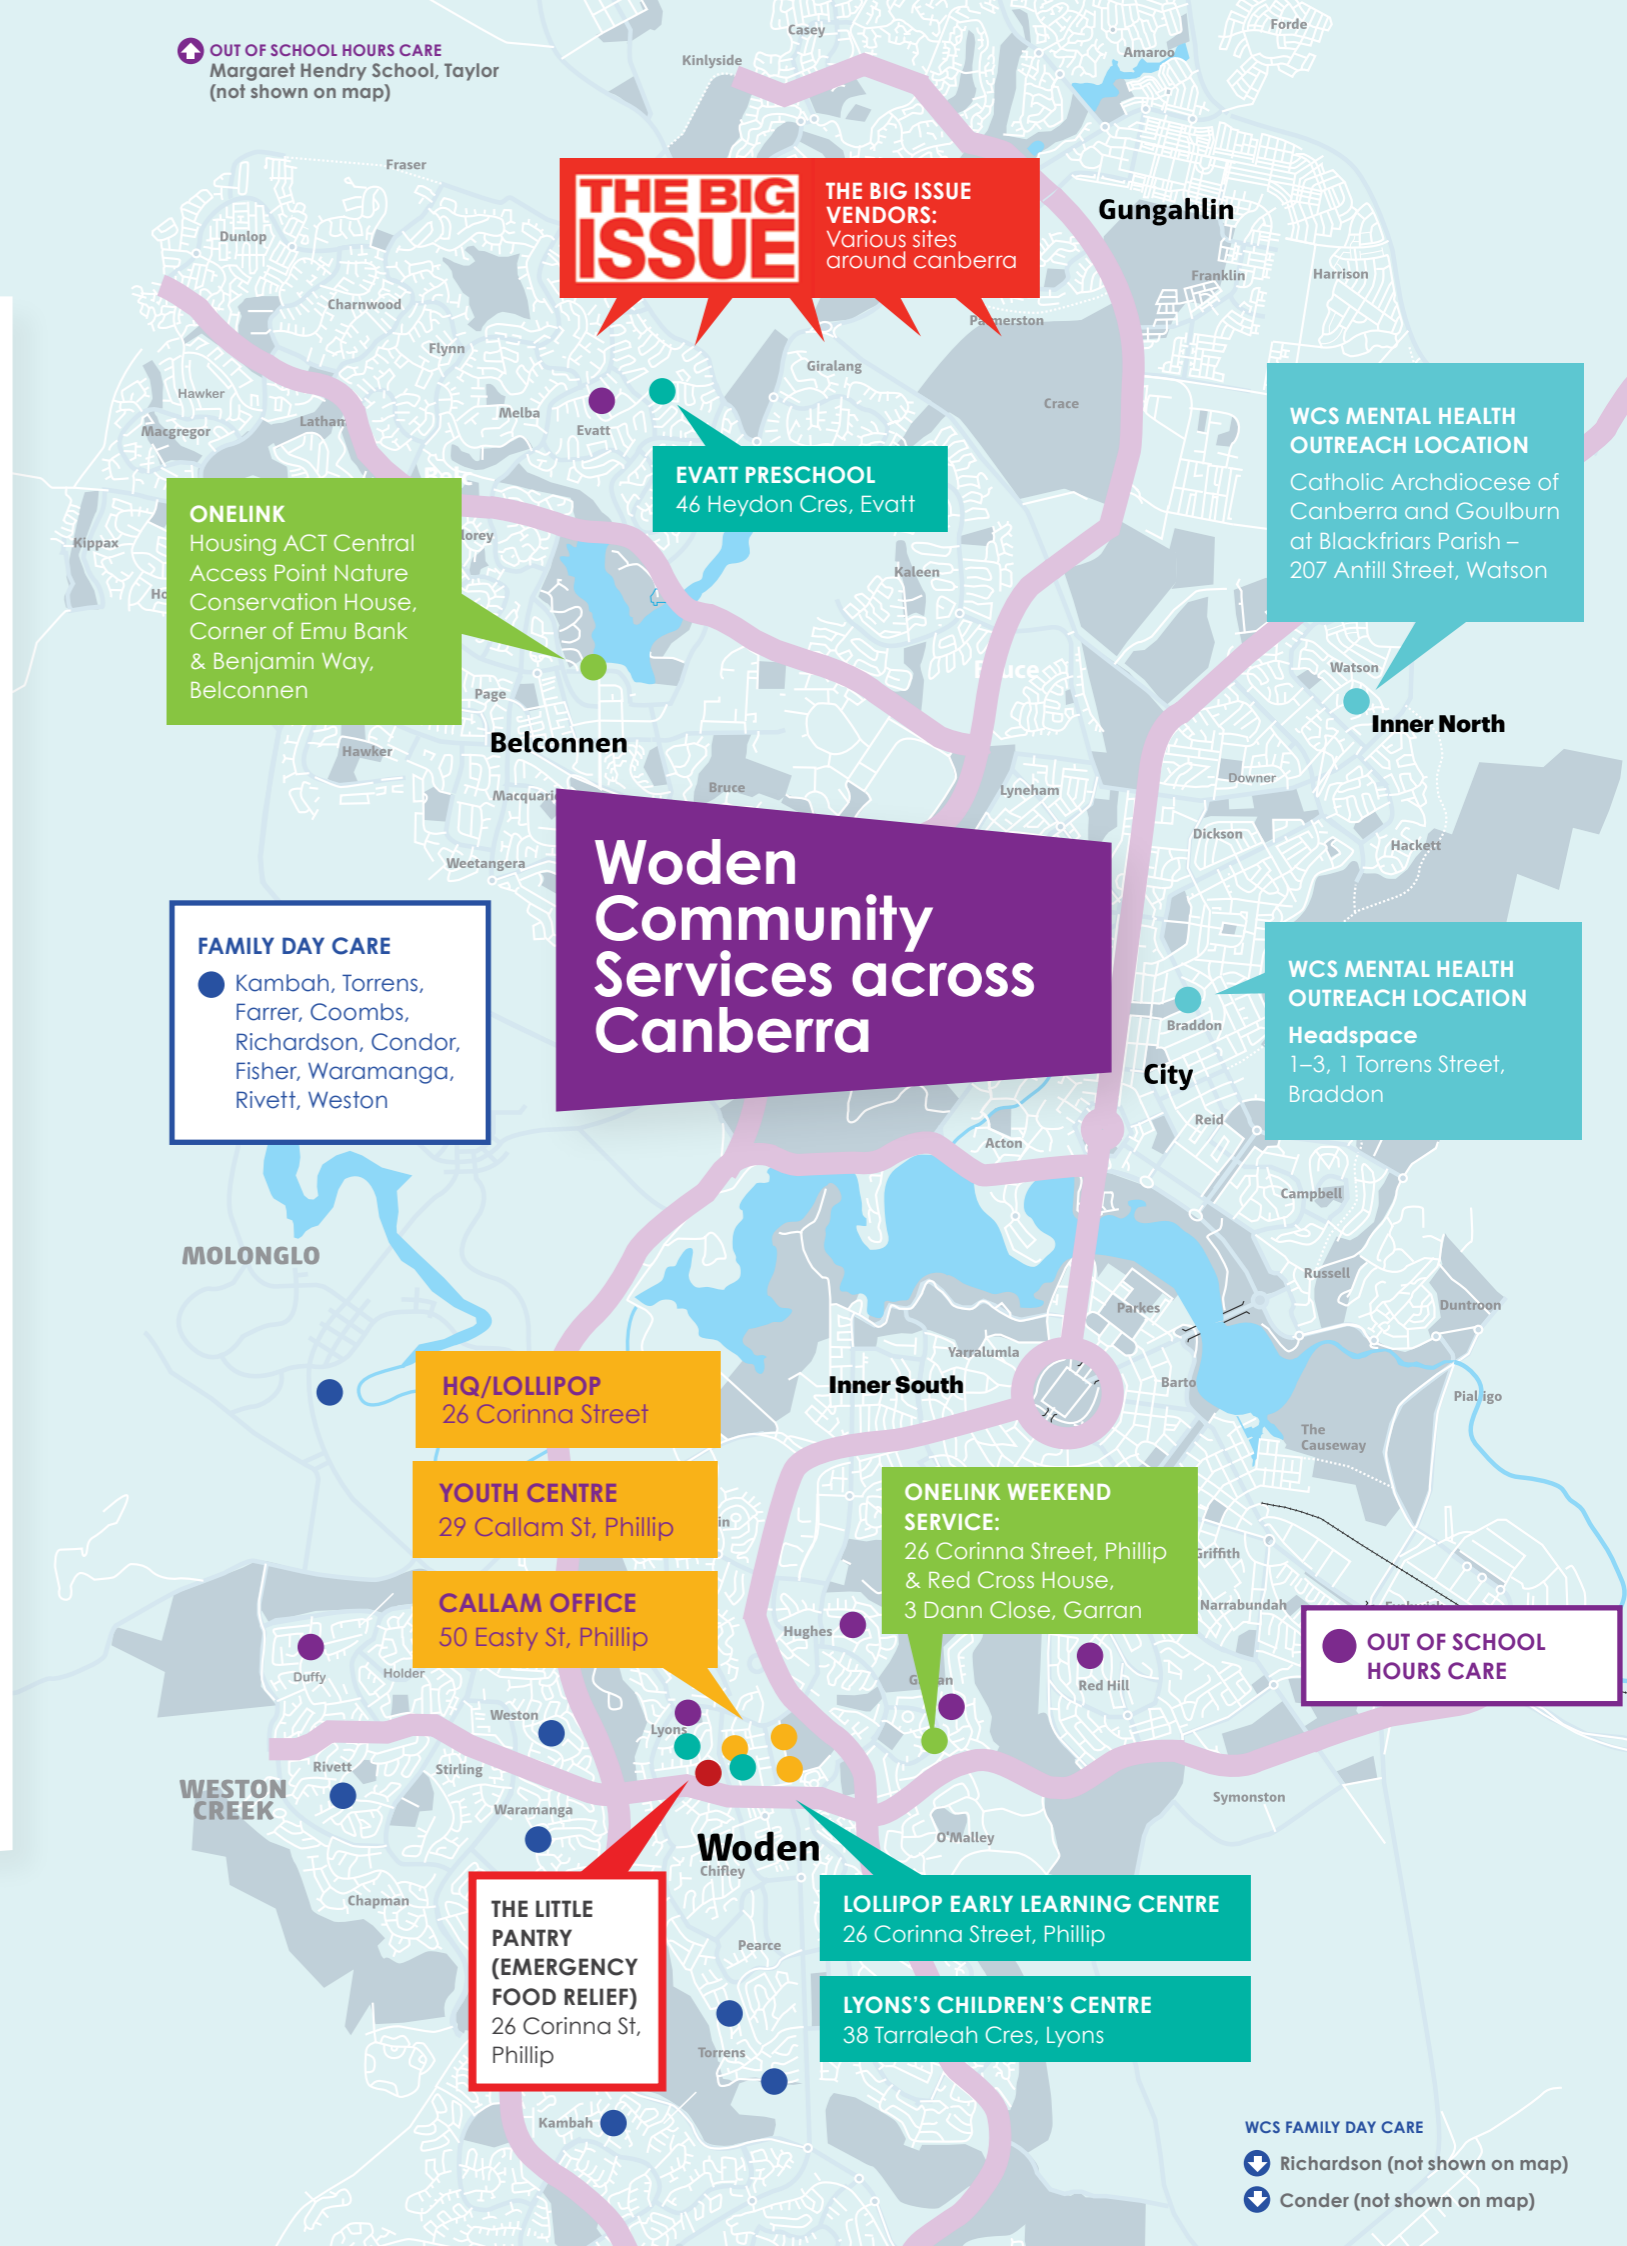 OUT OF SCHOOL HOURS CARE
Margaret Hendry School, Taylor
(not shown on map)
Casey
Forde
Kinlyside
Amaroo
Fraser
THE BIG
ISSUE
THE BIG ISSUE
VENDORS:
Various sites
around canberra
Gungahlin
Dunlop
Franklin
Harrison
Charnwood
Palmerston
Flynn
Giralang
Hawker
Melba
Crace
Lathan
Macgregor
Evatt
EVATT PRESCHOOL
46 Heydon Cres, Evatt
WCS MENTAL HEALTH
OUTREACH LOCATION
Catholic Archdiocese of
Canberra and Goulburn
at Blackfriars Parish –
207 Antill Street, Watson
ONELINK
Housing ACT Central
Access Point Nature
Conservation House,
Corner of Emu Bank
& Benjamin Way,
Belconnen
Kippax
lorey
Ho
Kaleen
Bruce
Watson
Page
Inner North
Belconnen
Hawker
Downer
Macquari
Bruce
Lyneham
Dickson
Hackett
Weetangera
Woden
Community
Services across
Canberra
FAMILY DAY CARE
Kambah, Torrens,
Farrer, Coombs,
Richardson, Condor,
Fisher, Waramanga,
Rivett, Weston
WCS MENTAL HEALTH
OUTREACH LOCATION
Headspace
1–3, 1 Torrens Street,
Braddon
Braddon
City
Reid
Acton
Campbell
MOLONGLO
Russell
Parkes
Duntroon
Yarralumla
Inner South
Barto
Pialligo
The
Causeway
HQ/LOLLIPOP
26 Corinna Street
YOUTH CENTRE
29 Callam St, Phillip
CALLAM OFFICE
50 Easty St, Phillip
in
ONELINK WEEKEND
SERVICE:
26 Corinna Street, Phillip
& Red Cross House,
3 Dann Close, Garran
Griffith
Narrabundah
Hughes
OUT OF SCHOOL
HOURS CARE
Duffy
Holder
Garran
Red Hill
Weston
Lyons
Rivett
Stirling
WESTON
CREEK
Waramanga
Symonston
Woden
O'Malley
Chifley
Chapman
THE LITTLE
PANTRY
(EMERGENCY
FOOD RELIEF)
26 Corinna St,
Phillip
LOLLIPOP EARLY LEARNING CENTRE
26 Corinna Street, Phillip
Pearce
LYONS'S CHILDREN'S CENTRE
38 Tarraleah Cres, Lyons
Torrens
Kambah
WCS FAMILY DAY CARE
Richardson (not shown on map)
Conder (not shown on map)